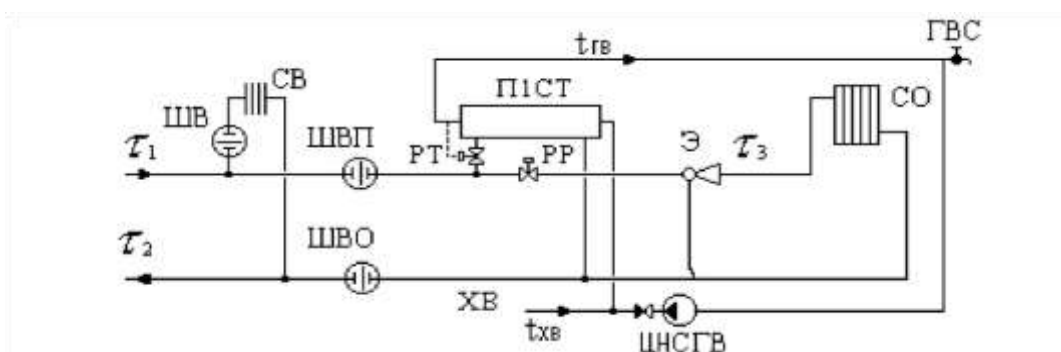 ГВС
tгв
СВ
П1СТ
СО
ШВ
ШВП
РТ
РР
Э
τ3
τ1
τ2
ШВО
ХВ
tхв
ЦНСГВ